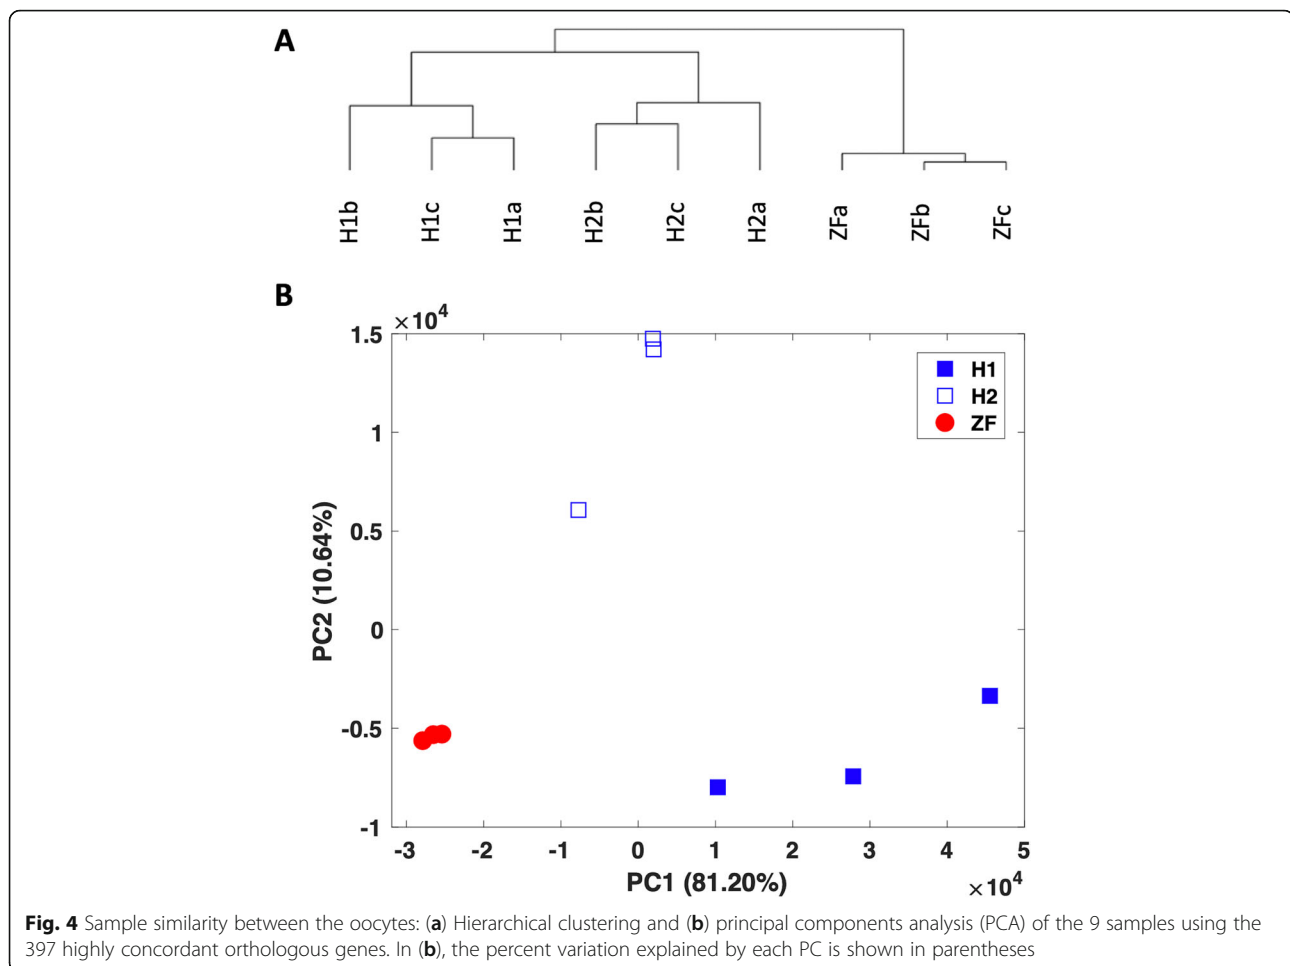 A
H1b H1c H1a H2b H2c H2a ZFa ZFb ZFc
B
×10⁴
1.5
1
0.5
0
-0.5
-1
PC2 (10.64%)
H1
H2
ZF
-3 -2 -1 0 1 2 3 4 5
PC1 (81.20%)
×10⁴
Fig. 4 Sample similarity between the oocytes: (a) Hierarchical clustering and (b) principal components analysis (PCA) of the 9 samples using the
397 highly concordant orthologous genes. In (b), the percent variation explained by each PC is shown in parentheses